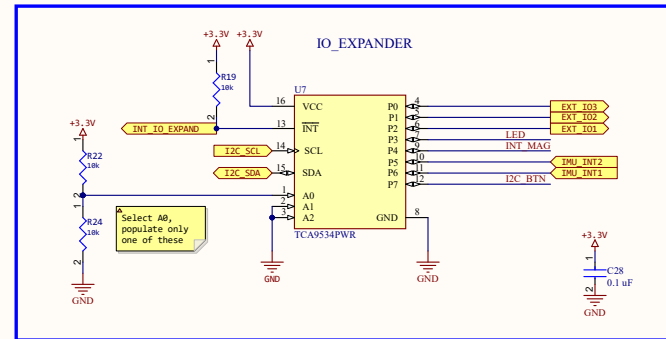 IO_EXPANDER
+3.3V +3.3V
1 R19
10k
2
U7
16 VCC P0 4 EXT_IO3
P1 5 EXT_IO2
INT_IO_EXPAND 13 INT P2 6 EXT_IO1
P3 7 LED
I2C_SCL 14 SCL P4 9 INT_MAG
P5 10 IMU_INT2
I2C_SDA 15 SDA P6 11 IMU_INT1
P7 12 I2C_BTN
1 A0
2 A1
3 A2 GND 8
TCA9534PWR
+3.3V
1
R22
10k
2
1
R24
10k
2
GND
Select A0,
populate only
one of these
GND
GND
+3.3V
1
C28
0.1 uF
2
GND